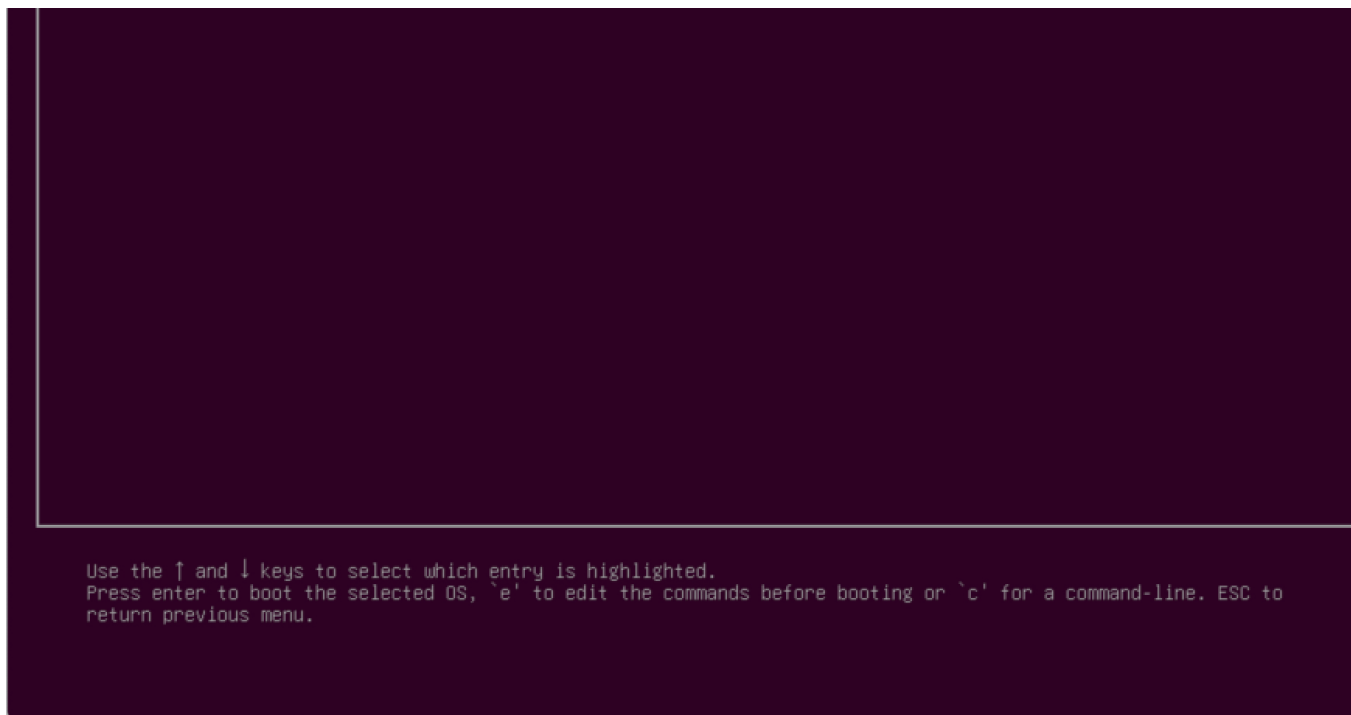 Use the ↑ and ↓ keys to select which entry is highlighted.
Press enter to boot the selected OS, `e' to edit the commands before booting or `c' for a command-line. ESC to
return previous menu.